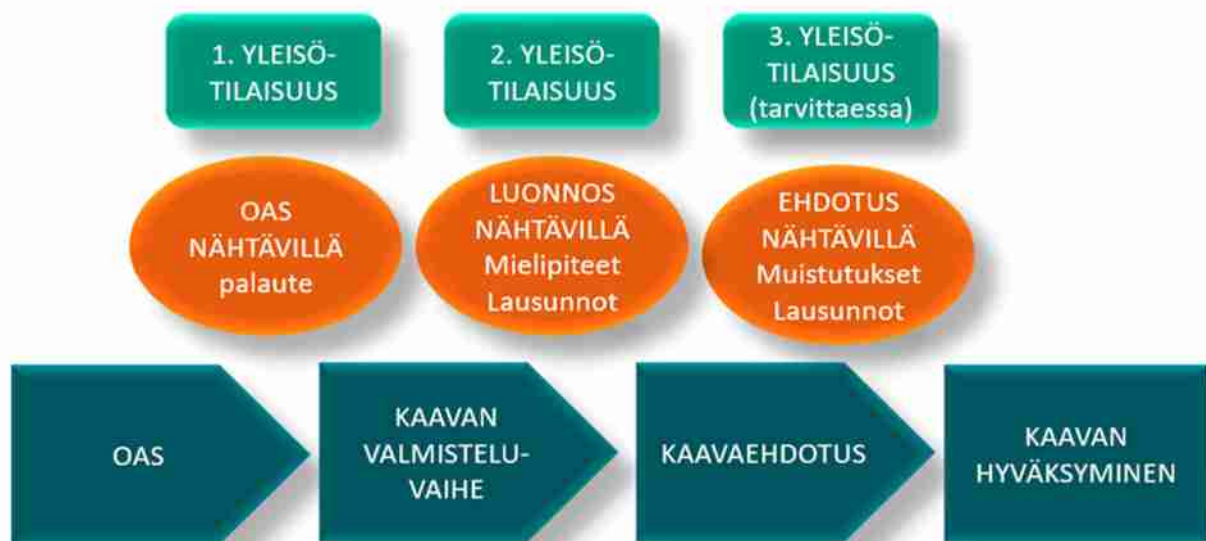 1. YLEISÖ-
TILAISUUS
2. YLEISÖ-
TILAISUUS
3. YLEISÖ-
TILAISUUS
(tarvittaessa)
OAS
NÄHTÄVILLÄ
palaute
LUONNOS
NÄHTÄVILLÄ
Mielipiteet
Lausunnot
EHDOTUS
NÄHTÄVILLÄ
Muistutukset
Lausunnot
OAS
KAAVAN
VALMISTELU-
VAIHE
KAAVAEHDOTUS
KAAVAN
HYVÄKSYMINEN